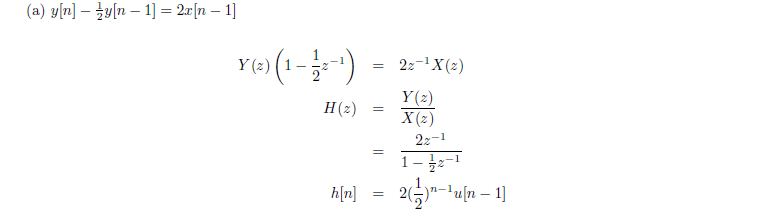 (a) y[n] − ½y[n − 1] = 2x[n − 1]
Y(z) (1 − 1/2 z⁻¹) = 2z⁻¹X(z)
H(z) = Y(z)/X(z)
= 2z⁻¹/(1 − ½z⁻¹)
h[n] = 2(1/2)ⁿ⁻¹u[n − 1]